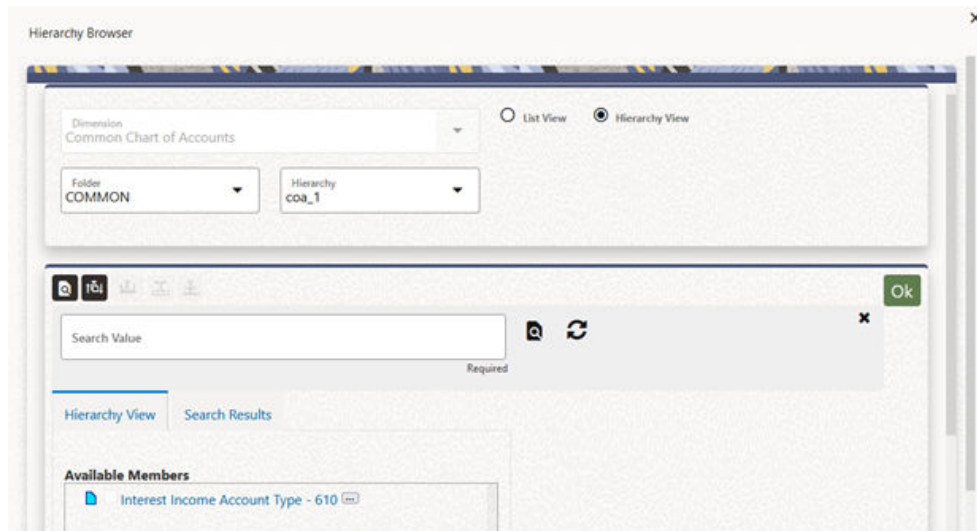 Hierarchy Browser
Dimension
Common Chart of Accounts
List View
Hierarchy View
Folder
COMMON
Hierarchy
coa_1
Ok
Search Value
Required
Hierarchy View
Search Results
Available Members
Interest Income Account Type - 610